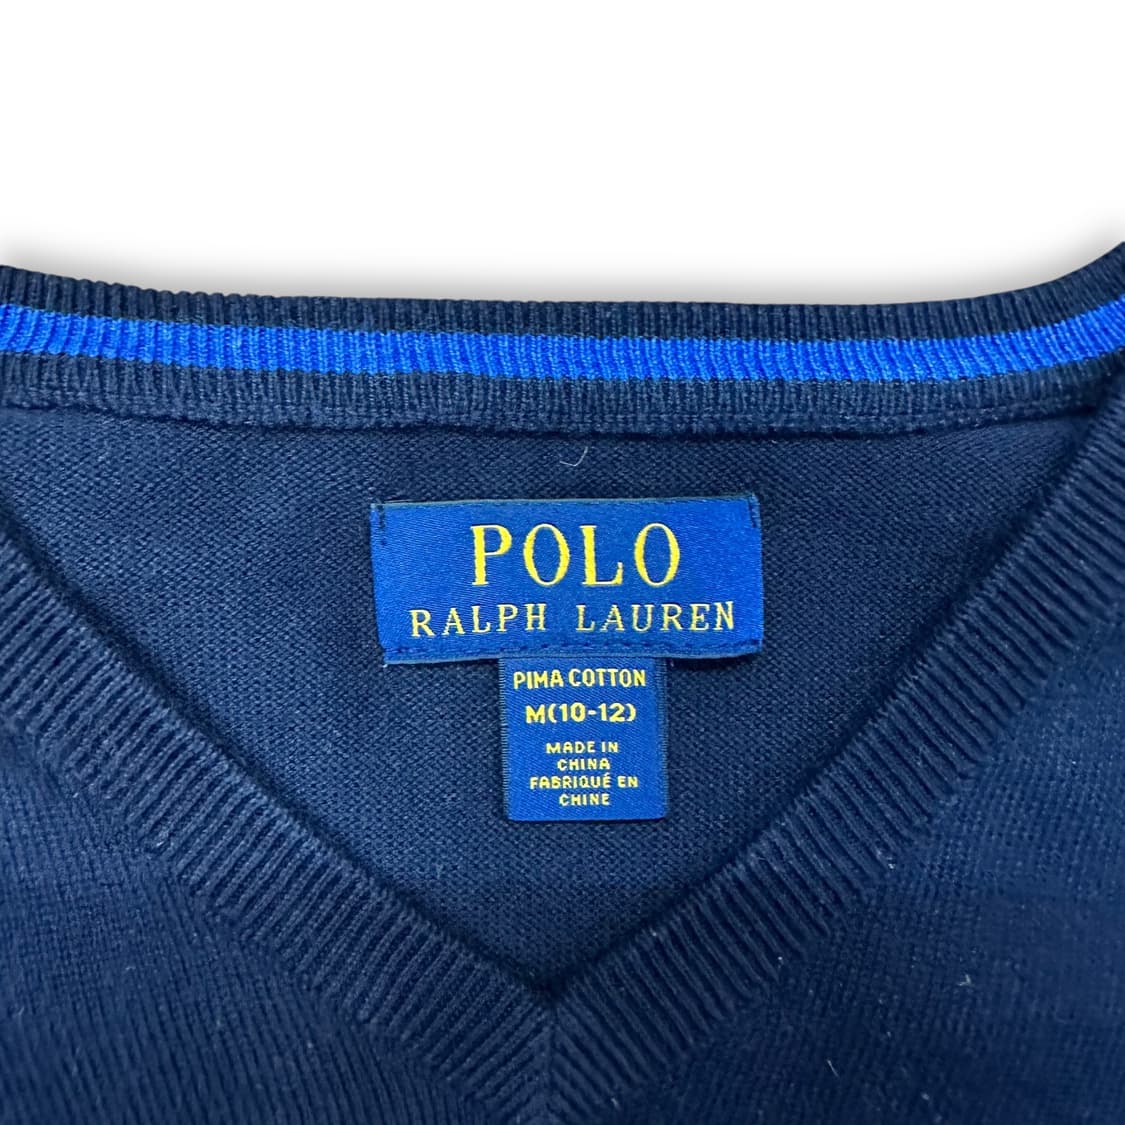 POLO
RALPH LAUREN
PIMA COTTON
M(10-12)
MADE IN
CHINA
FABRIQUÉ EN
CHINE